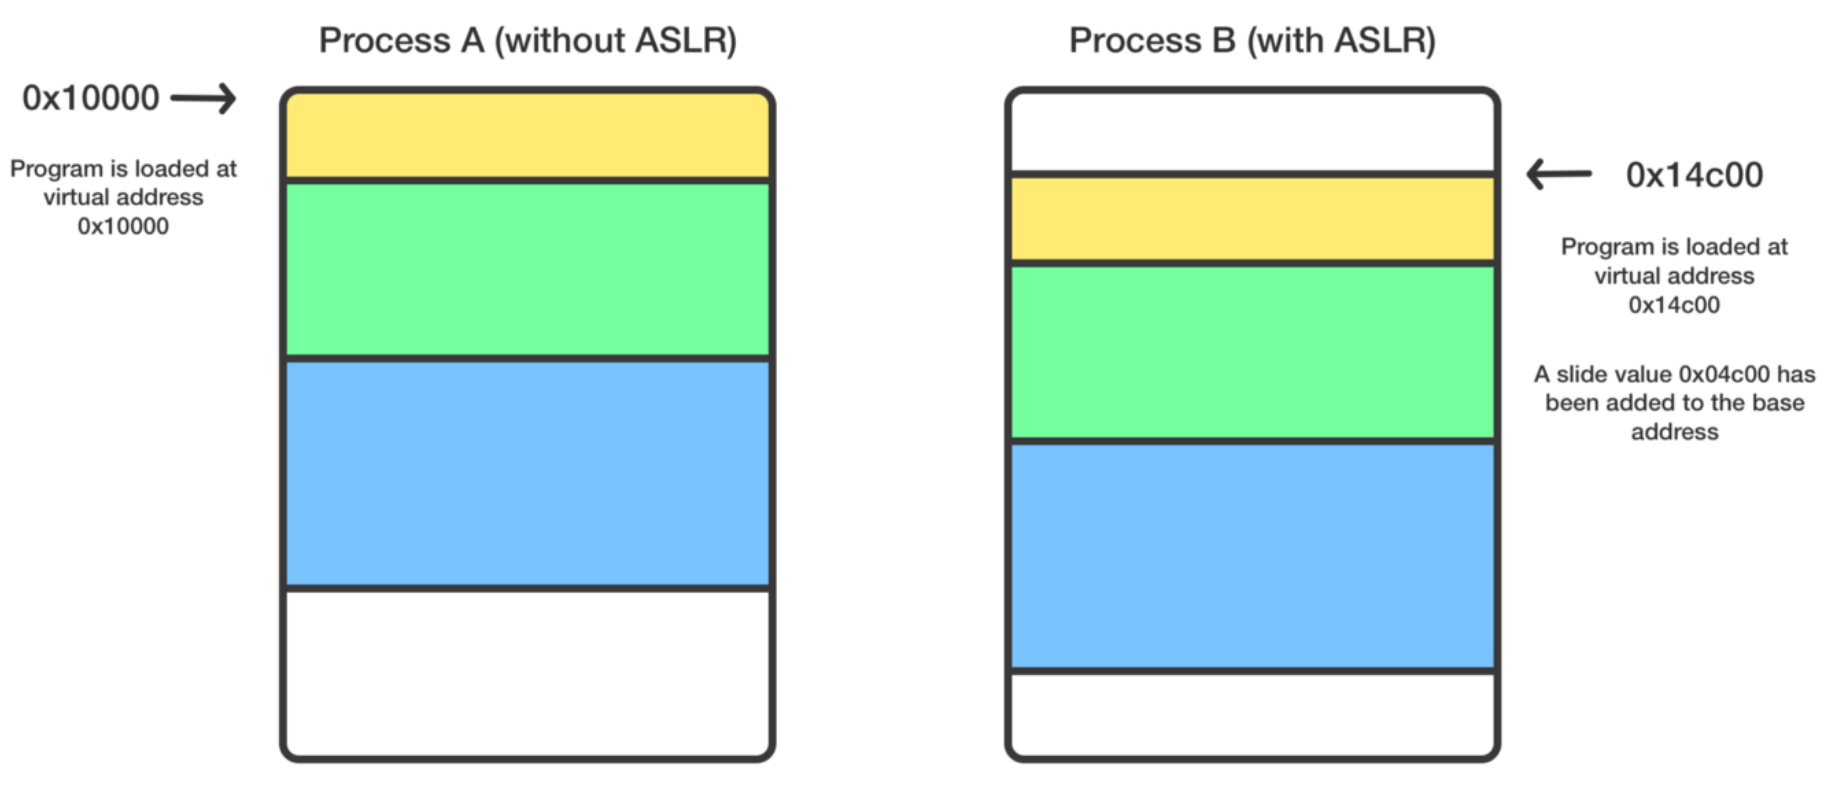 Process A (without ASLR)
0x10000
Program is loaded at
virtual address
0x10000
Process B (with ASLR)
0x14c00
Program is loaded at
virtual address
0x14c00
A slide value 0x04c00 has
been added to the base
address